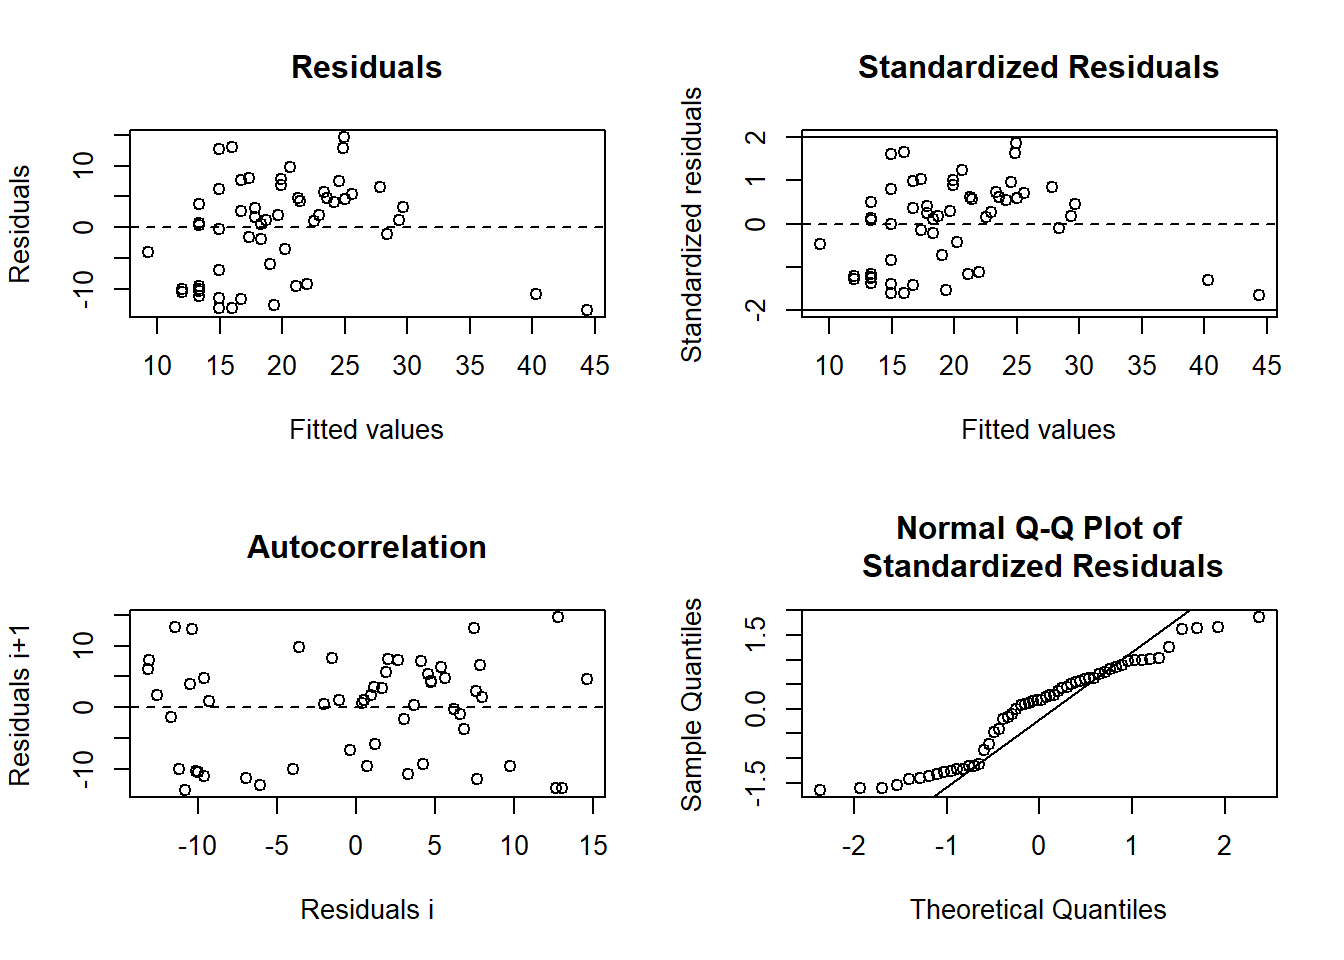 Residuals
Residuals
10
0
-10
10 15 20 25 30 35 40 45
Fitted values
Standardized Residuals
Standardized residuals
2
1
0
-2
10 15 20 25 30 35 40 45
Fitted values
Autocorrelation
Residuals i+1
10
0
-10
-10 -5 0 5 10 15
Residuals i
Normal Q-Q Plot of
Standardized Residuals
Sample Quantiles
1.5
0.0
-1.5
-2 -1 0 1 2
Theoretical Quantiles